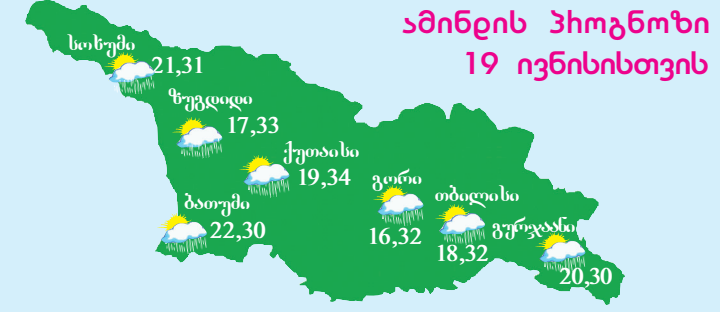 ამინდის პროგნოზი
19 ივნისისთვის
სოხუმი
21,31
ზუგდიდი
17,33
ქუთაისი
19,34
გორი
16,32
თბილისი
18,32
ბათუმი
22,30
გურჯაანი
20,30